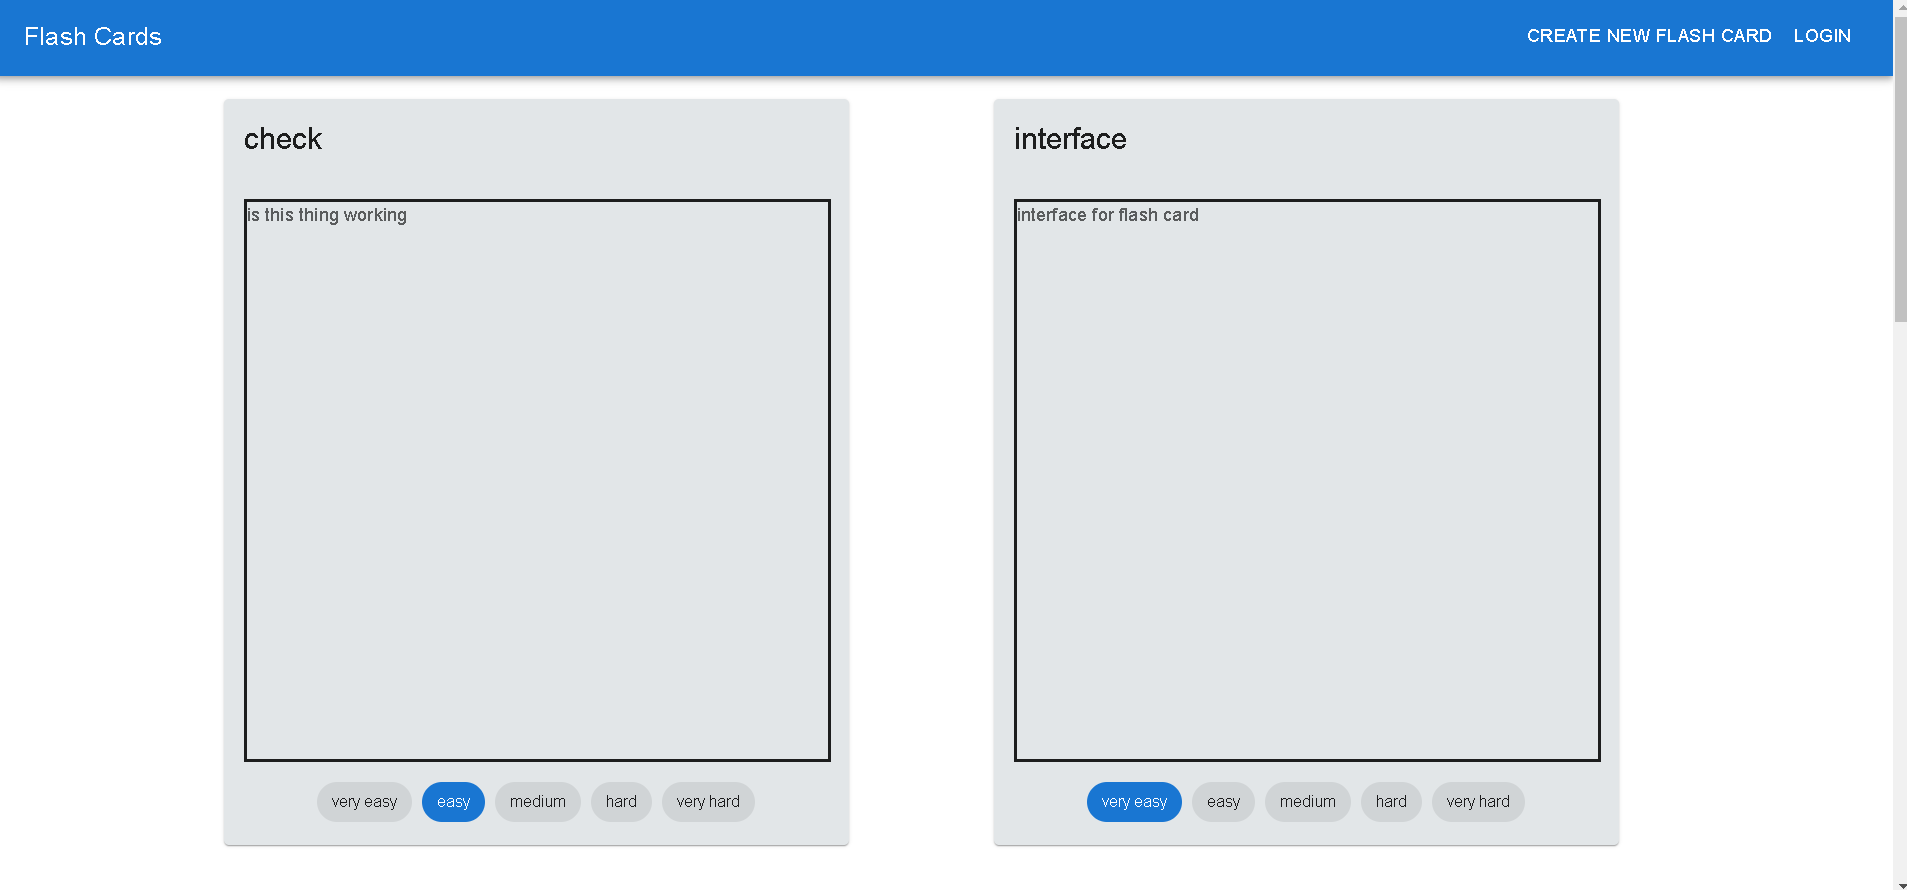 Flash Cards
CREATE NEW FLASH CARD LOGIN
check
is this thing working
very easy easy medium hard very hard
interface
interface for flash card
very easy easy medium hard very hard